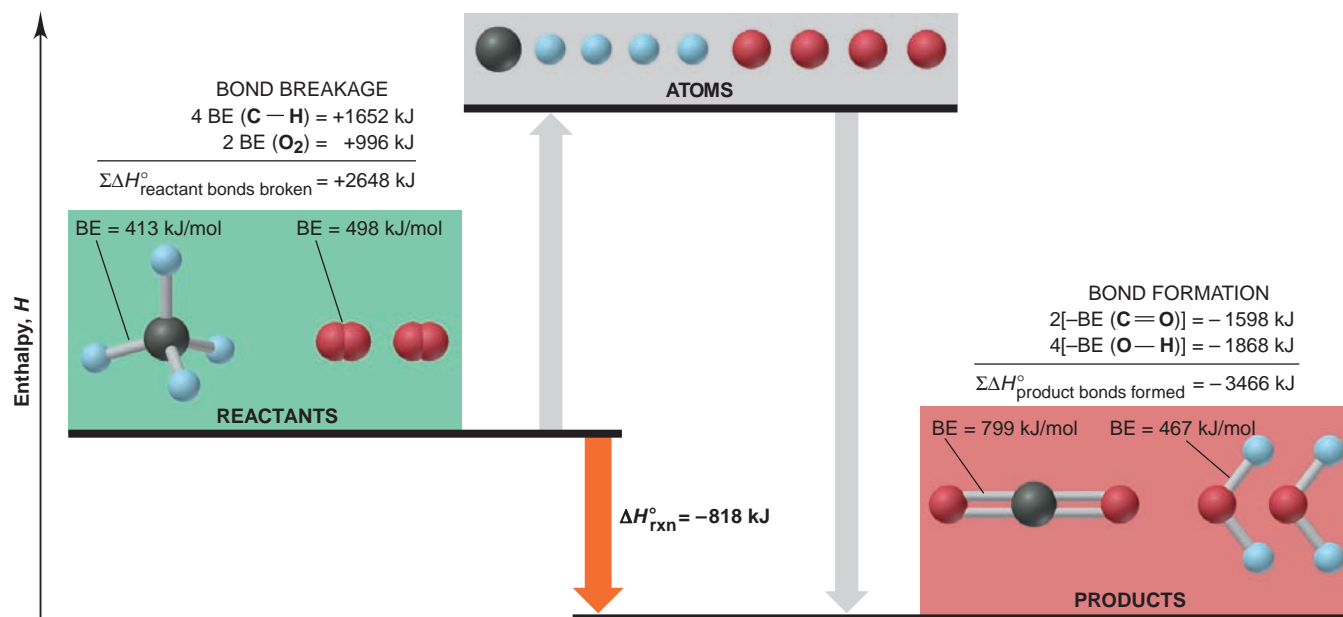 Enthalpy, H
ATOMS
BOND BREAKAGE
4 BE (C—H) = +1652 kJ
2 BE (O₂) = +996 kJ
ΣΔH°reactant bonds broken = +2648 kJ
BE = 413 kJ/mol
BE = 498 kJ/mol
REACTANTS
ΔH°rxn = –818 kJ
BOND FORMATION
2[–BE (C=O)] = –1598 kJ
4[–BE (O—H)] = –1868 kJ
ΣΔH°product bonds formed = –3466 kJ
BE = 799 kJ/mol
BE = 467 kJ/mol
PRODUCTS